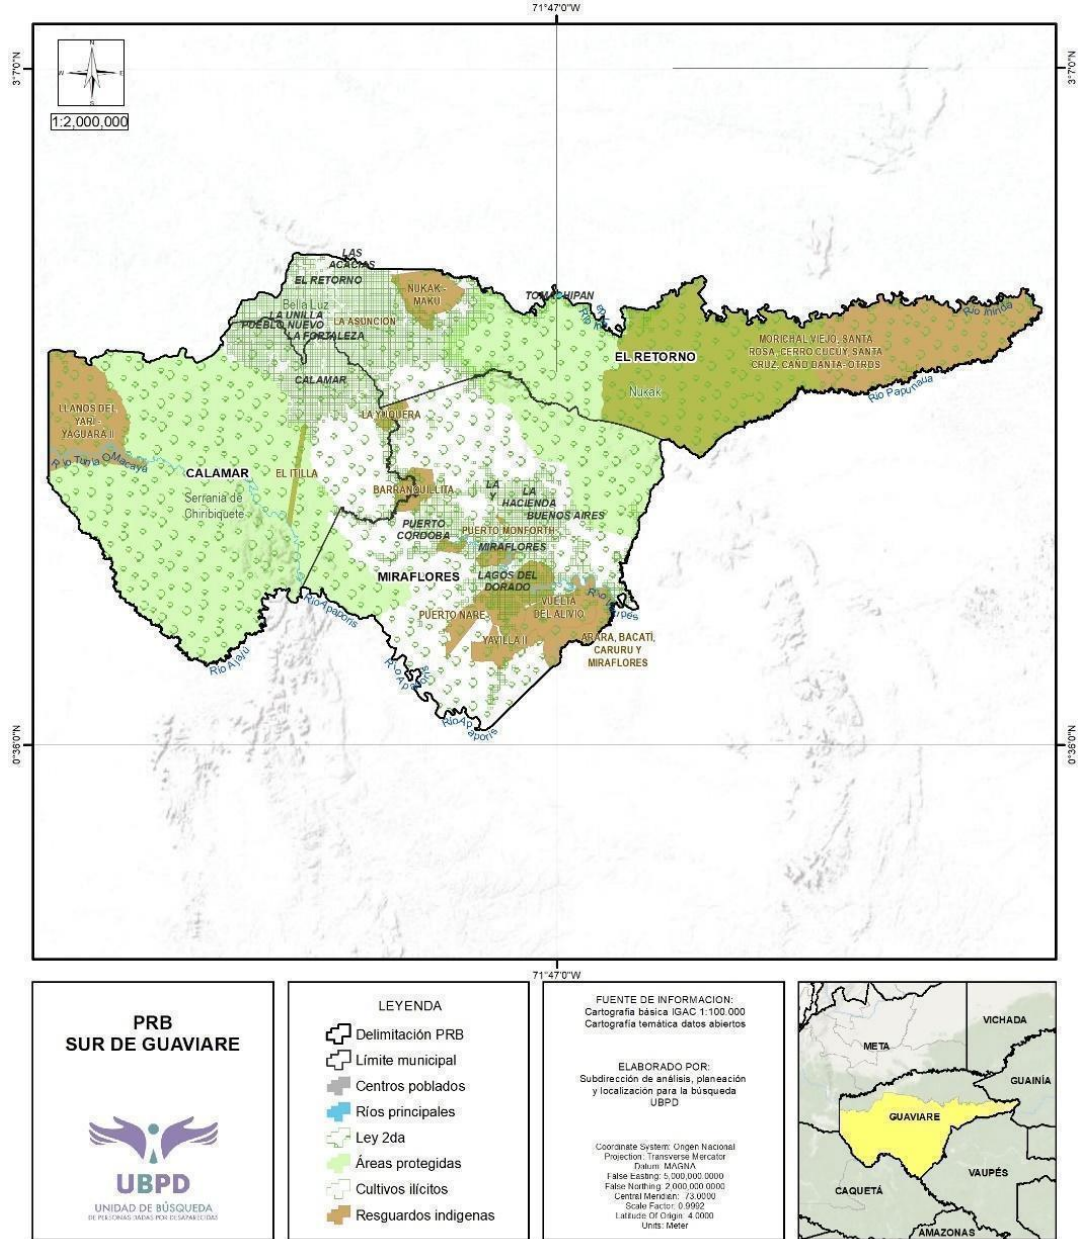 71°47'0"W
3°7'0"N
3°7'0"N
N
W
E
S
1:2,000,000
LAS
ACACIAS
EL RETORNO
NUKAK -
MAKU
TOMACHIPAN
Bella Luz
LA UNILLA
PUEBLO NUEVO
LA ASUNCION
LA FORTALEZA
Rio Inirida
MORICHAL VIEJO, SANTA
ROSA, CERRO CUCUY, SANTA
CRUZ, CANO DANTA-OTROS
EL RETORNO
CALAMAR
Nukak
Rio Papunaua
LLANOS DEL
YARI -
YAGUARA II
LA YUQUERA
Rio Tunia O Macaya
CALAMAR
EL ITILLA
Serrania de
Chiribiquete
BARRANQUILLITA
LA
Y
LA
HACIENDA
BUENOS AIRES
PUERTO
CORDOBA
PUERTO MONFORTH
MIRAFLORES
MIRAFLORES
LAGOS DEL
DORADO
Rio Apaporis
PUERTO NARE
VUELTA
DEL ALIVIO
YAVILLA II
ARARA, BACATI,
CARURU Y
MIRAFLORES
Rio Ajaju
Rio Apaporis
0°36'0"N
0°36'0"N
71°47'0"W
PRB
SUR DE GUAVIARE
UBPD
UNIDAD DE BÚSQUEDA
DE PERSONAS DADAS POR DESAPARECIDAS
LEYENDA
Delimitación PRB
Límite municipal
Centros poblados
Ríos principales
Ley 2da
Áreas protegidas
Cultivos ilícitos
Resguardos indigenas
FUENTE DE INFORMACION:
Cartografía básica IGAC 1:100.000
Cartografía temática datos abiertos
ELABORADO POR:
Subdirección de análisis, planeación
y localización para la búsqueda
UBPD
Coordinate System: Origen Nacional
Projection: Transverse Mercator
Datum: MAGNA
False Easting: 5,000,000.0000
False Northing: 2,000,000.0000
Central Meridian: 73.0000
Scale Factor: 0.9992
Latitude Of Origin: 4.0000
Units: Meter
VICHADA
META
GUAINÍA
GUAVIARE
VAUPÉS
CAQUETÁ
AMAZONAS